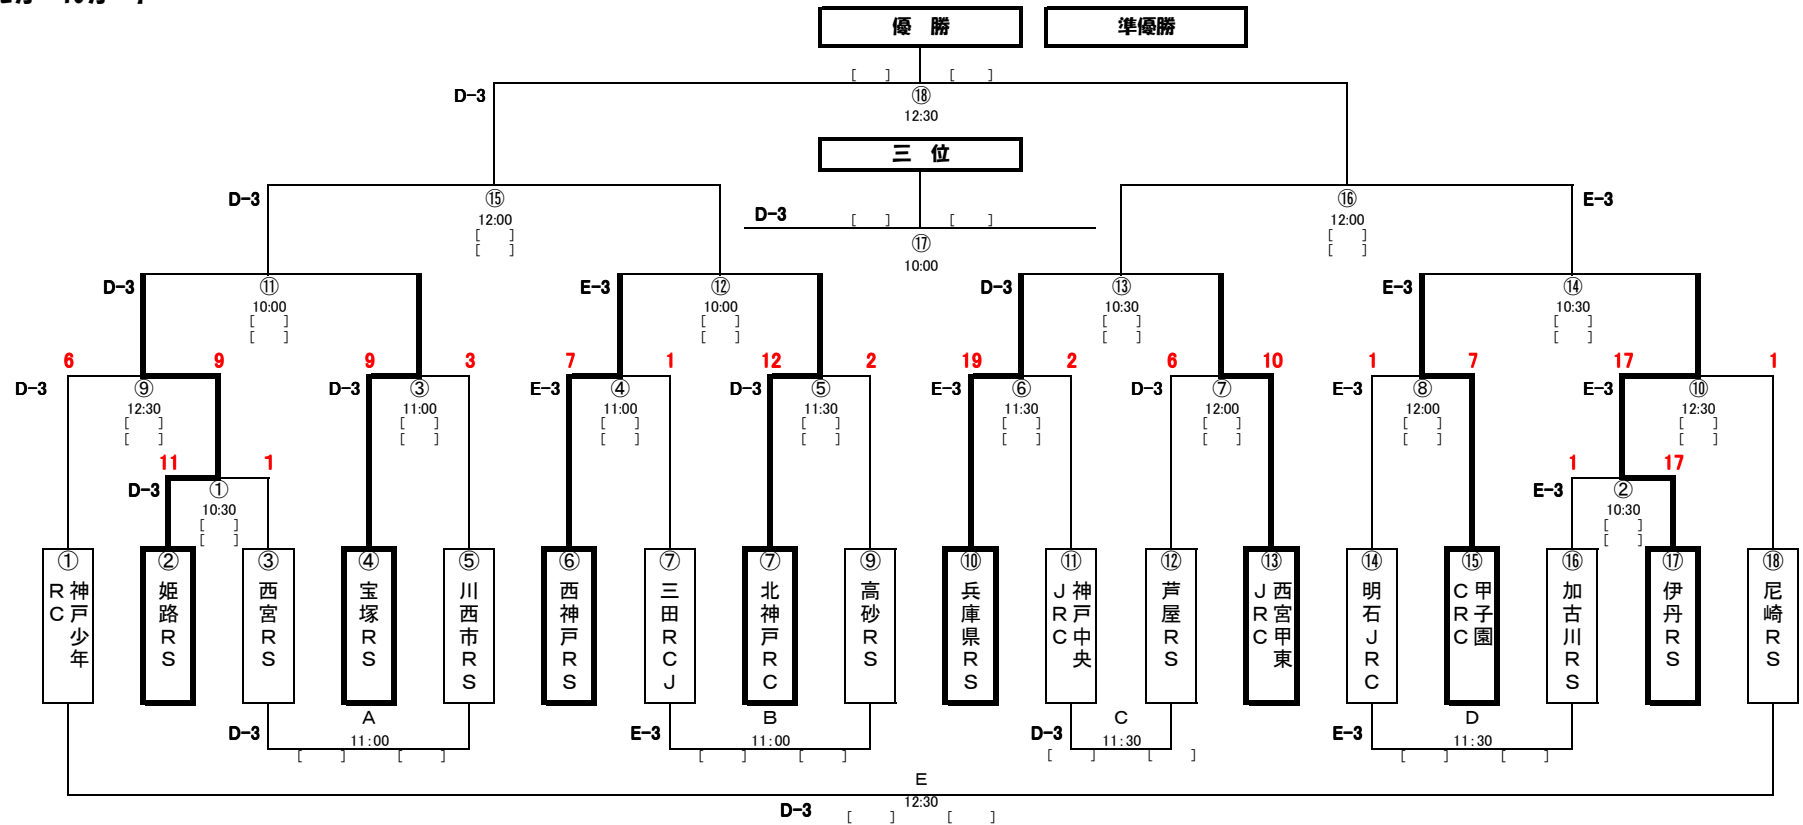 優　勝
準優勝
[　] [　]
D-3
⑱
12:30
三　位
D-3
⑮
12:00
[　]
[　]
D-3
[　] [　]
⑰
10:00
⑯
12:00
[　]
[　]
E-3
D-3
⑪
10:00
[　]
[　]
E-3
⑫
10:00
[　]
[　]
D-3
⑬
10:30
[　]
[　]
E-3
⑭
10:30
[　]
[　]
6 9 9 3 7 1 12 2 19 2 6 10 1 7 17 1
D-3
⑨
12:30
[　]
[　]
D-3
③
11:00
[　]
[　]
E-3
④
11:00
[　]
[　]
D-3
⑤
11:30
[　]
[　]
E-3
⑥
11:30
[　]
[　]
D-3
⑦
12:00
[　]
[　]
E-3
⑧
12:00
[　]
[　]
E-3
⑩
12:30
[　]
[　]
11 1
D-3
①
10:30
[　]
[　]
1 17
E-3
②
10:30
[　]
[　]
①
神戸少年
RC
②
姫路RS
③
西宮RS
④
宝塚RS
⑤
川西市RS
⑥
西神戸RS
⑦
三田RCJ
⑦
北神戸RC
⑨
高砂RS
⑩
兵庫県RS
⑪
神戸中央
JRC
⑫
芦屋RS
⑬
西宮甲東
JRC
⑭
明石JRC
⑮
甲子園
CRC
⑯
加古川RS
⑰
伊丹RS
⑱
尼崎RS
D-3
A
11:00
[　] [　]
E-3
B
11:00
[　] [　]
D-3
C
11:30
[　] [　]
E-3
D
11:30
[　] [　]
E
D-3
12:30
[　] [　]